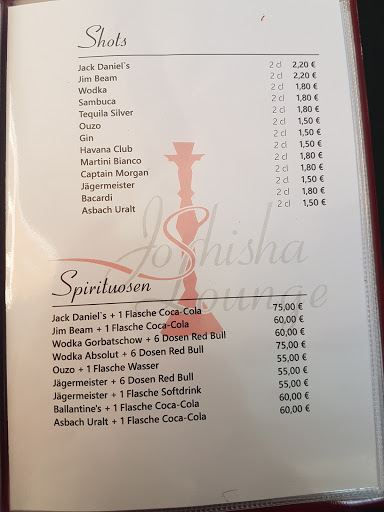 Shots
Jack Daniel`s 2 cl 2,20 €
Jim Beam 2 cl 2,20 €
Wodka 2 cl 1,80 €
Sambuca 2 cl 1,80 €
Tequila Silver 2 cl 1,80 €
Ouzo 2 cl 1,50 €
Gin 2 cl 1,50 €
Havana Club 2 cl 1,80 €
Martini Bianco 2 cl 1,80 €
Captain Morgan 2 cl 1,80 €
Jägermeister 2 cl 1,50 €
Bacardi 2 cl 1,80 €
Asbach Uralt 2 cl 1,50 €
Joshisha
Lounge
Spirituosen
Jack Daniel`s + 1 Flasche Coca-Cola 75,00 €
Jim Beam + 1 Flasche Coca-Cola 60,00 €
Wodka Gorbatschow + 6 Dosen Red Bull 60,00 €
Wodka Absolut + 6 Dosen Red Bull 75,00 €
Ouzo + 1 Flasche Wasser 55,00 €
Jägermeister + 6 Dosen Red Bull 55,00 €
Jägermeister + 1 Flasche Softdrink 55,00 €
Ballantine's + 1 Flasche Coca-Cola 60,00 €
Asbach Uralt + 1 Flasche Coca-Cola 60,00 €